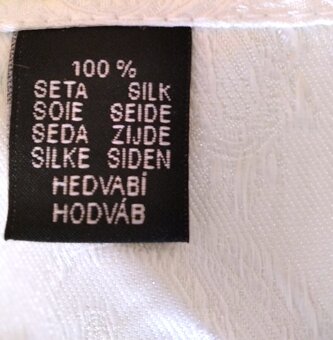 100 %
SETA SILK
SOIE SEIDE
SEDA ZIJDE
SILKE SIDEN
HEDVABÍ
HODVÁB